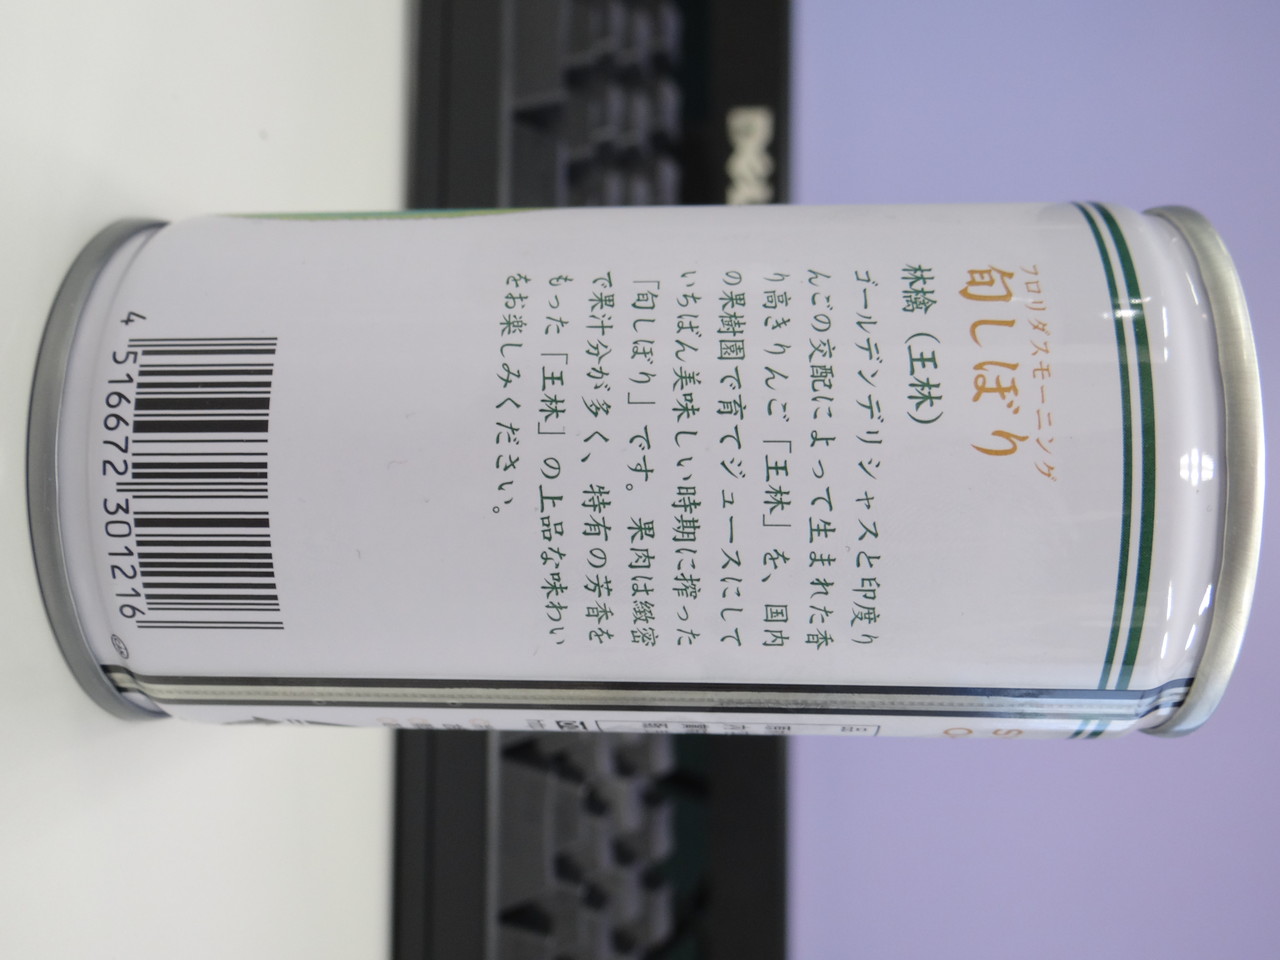 フロリダスモーニング
旬しぼり
林檎（王林）
ゴールデンデリシャスと印度り
んごの交配によって生まれた香
り高きりんご「王林」を、国内
の果樹園で育てジュースにして
いちばん美味しい時期に搾った
「旬しぼり」です。果肉は緻密
で果汁分が多く、特有の芳香を
もった「王林」の上品な味わい
をお楽しみください。
4 516672 301216
DELL